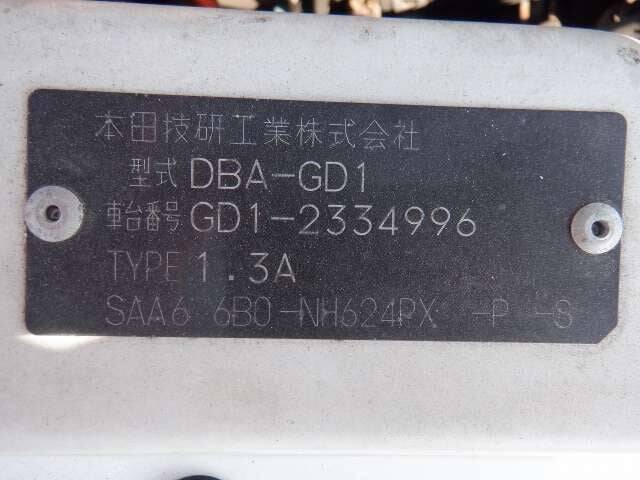 本田技研工業株式会社
型式 DBA-GD1
車台番号 GD1-2334996
TYPE 1.3A
SAA6 6B0-NH624PX -P -S